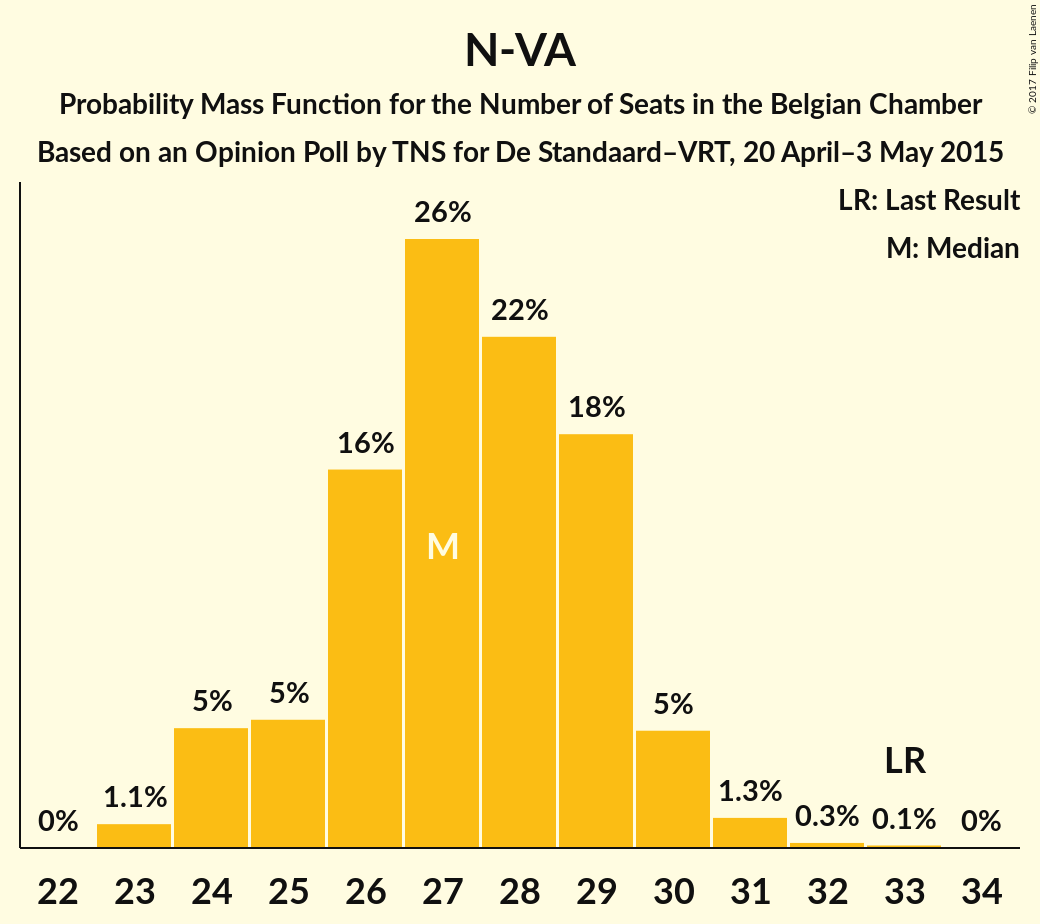 N-VA
Probability Mass Function for the Number of Seats in the Belgian Chamber
Based on an Opinion Poll by TNS for De Standaard–VRT, 20 April–3 May 2015
© 2017 Filip van Laenen
LR: Last Result
M: Median
0% 1.1% 5% 5% 16% 26% 22% 18% 5% 1.3% 0.3% 0.1% 0%
M
LR
22 23 24 25 26 27 28 29 30 31 32 33 34